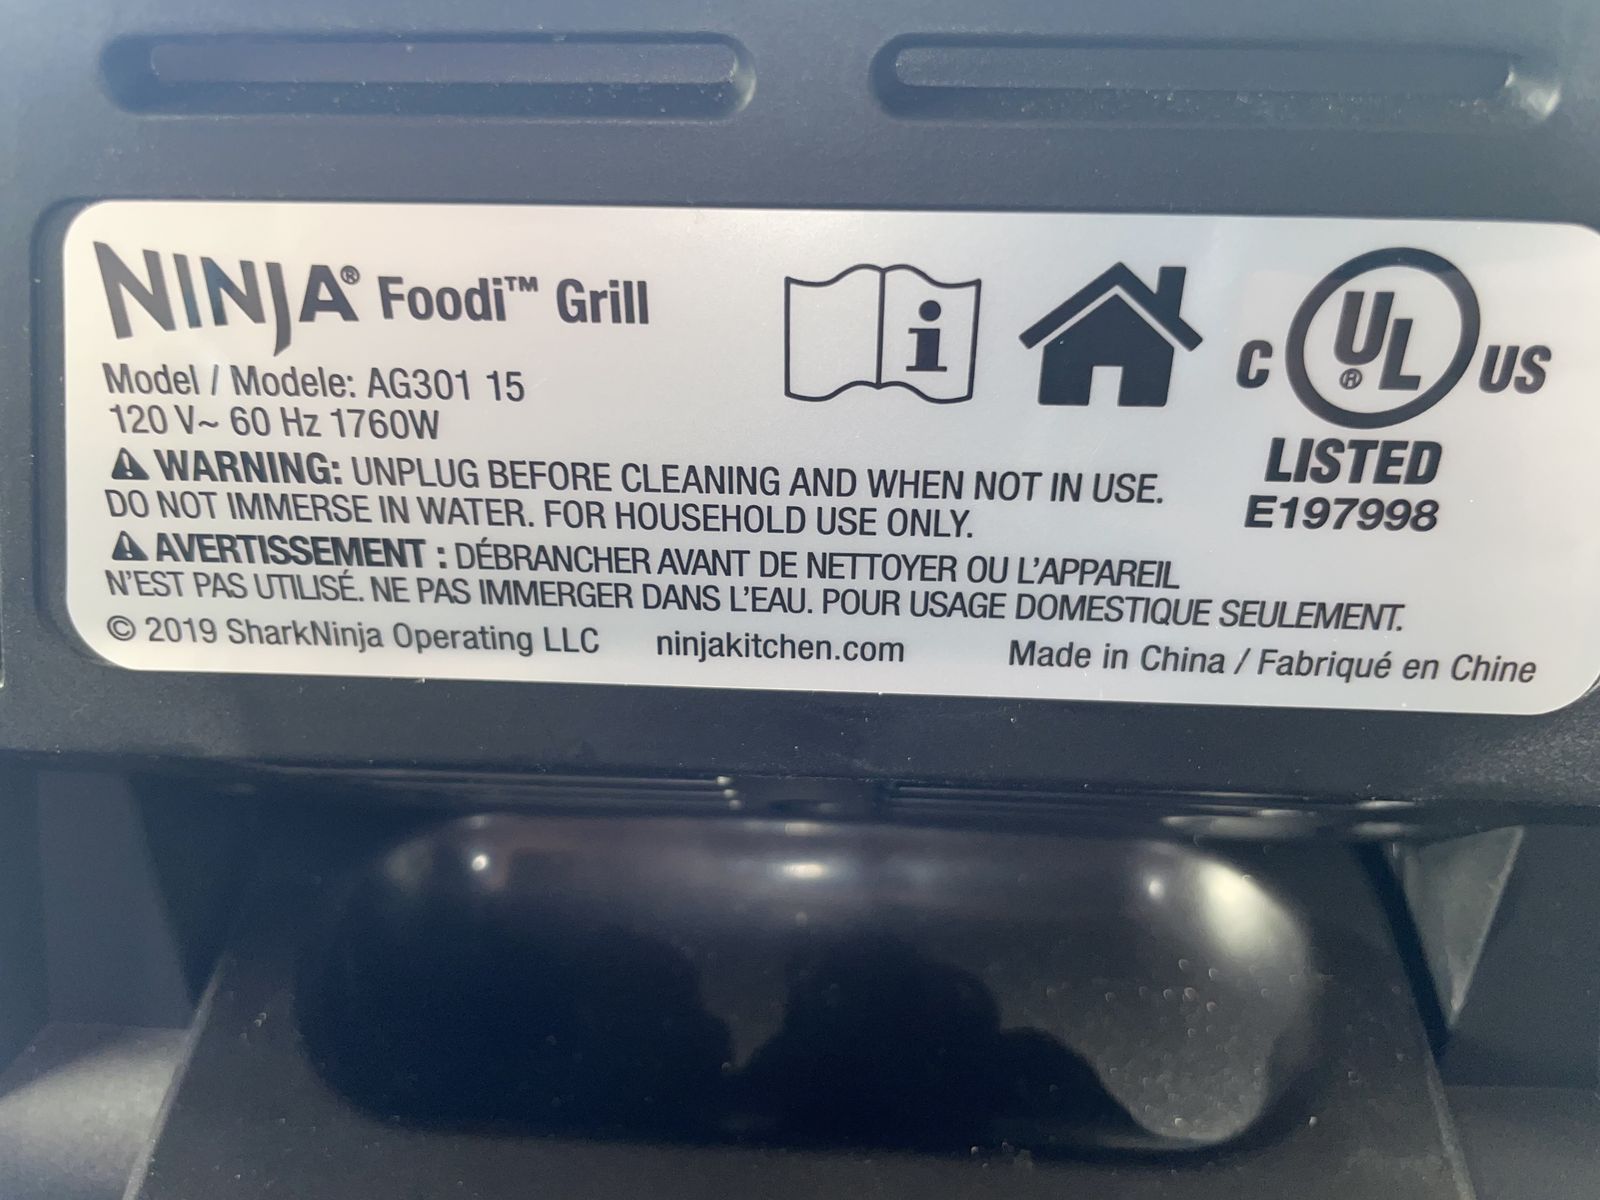 NINJA® Foodi™ Grill
Model / Modele: AG301 15
120 V~ 60 Hz 1760W
⚠ WARNING: UNPLUG BEFORE CLEANING AND WHEN NOT IN USE.
DO NOT IMMERSE IN WATER. FOR HOUSEHOLD USE ONLY.
⚠ AVERTISSEMENT : DÉBRANCHER AVANT DE NETTOYER OU L'APPAREIL
N'EST PAS UTILISÉ. NE PAS IMMERGER DANS L'EAU. POUR USAGE DOMESTIQUE SEULEMENT.
© 2019 SharkNinja Operating LLC ninjakitchen.com Made in China / Fabriqué en Chine
i
C UL® US
LISTED
E197998